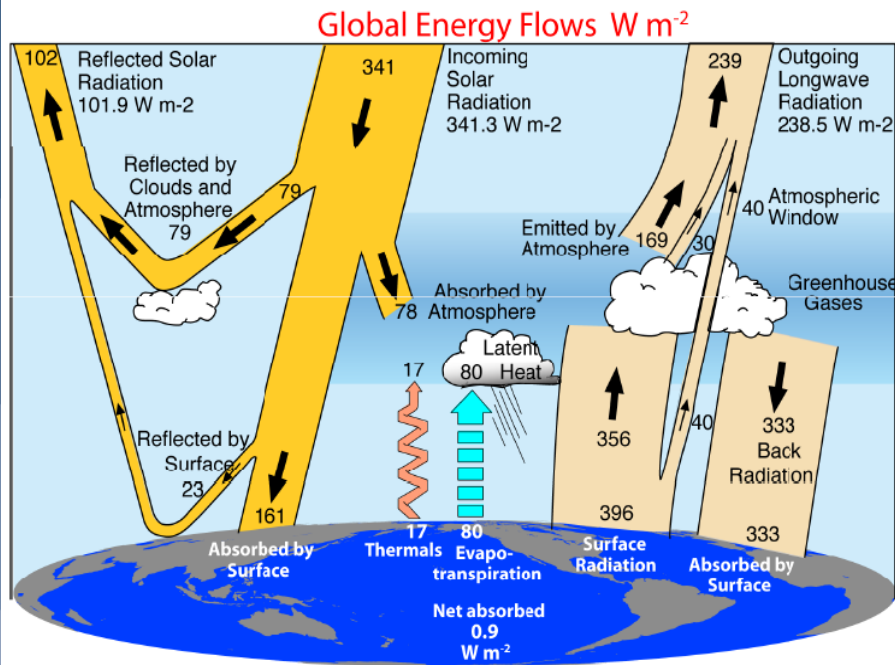 Global Energy Flows W m-2
102
Reflected Solar
Radiation
101.9 W m-2
341
Incoming
Solar
Radiation
341.3 W m-2
239
Outgoing
Longwave
Radiation
238.5 W m-2
Reflected by
Clouds and
Atmosphere
79
79
Emitted by
Atmosphere
169
30
40
Atmospheric
Window
Greenhouse
Gases
Absorbed by
Atmosphere
78
17
Latent
80 Heat
356
40
333
Back
Radiation
Reflected by
Surface
23
161
Absorbed by
Surface
17
Thermals
80
Evapo-
transpiration
396
Surface
Radiation
333
Absorbed by
Surface
Net absorbed
0.9
W m-2